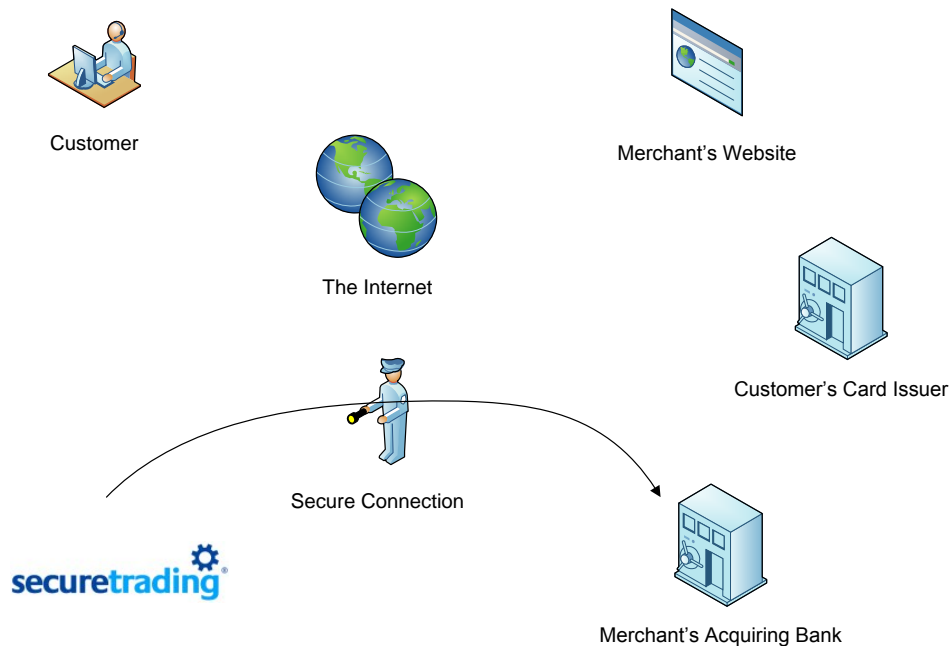 Customer
Merchant’s Website
The Internet
Customer’s Card Issuer
Secure Connection
securetrading®
Merchant’s Acquiring Bank